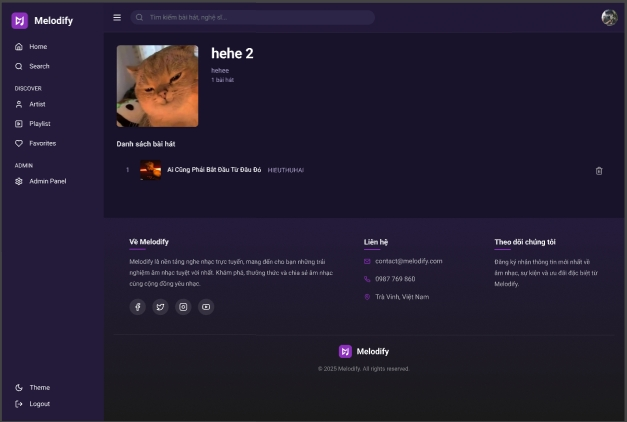 Melodify
Tìm kiếm bài hát, nghệ sĩ...
Home
Search
DISCOVER
Artist
Playlist
Favorites
ADMIN
Admin Panel
Theme
Logout
hehe 2
hehee
1 bài hát
Danh sách bài hát
1 Ai Cũng Phải Bắt Đầu Từ Đâu Đó HIEUTHUHAI
Về Melodify
Melodify là nền tảng nghe nhạc trực tuyến, mang đến cho bạn những trải
nghiệm âm nhạc tuyệt vời nhất. Khám phá, thưởng thức và chia sẻ âm nhạc
cùng cộng đồng yêu nhạc.
Liên hệ
contact@melodify.com
0987 769 860
Trà Vinh, Việt Nam
Theo dõi chúng tôi
Đăng ký nhận thông tin mới nhất về
âm nhạc, sự kiện và ưu đãi đặc biệt từ
Melodify.
Melodify
© 2025 Melodify. All rights reserved.